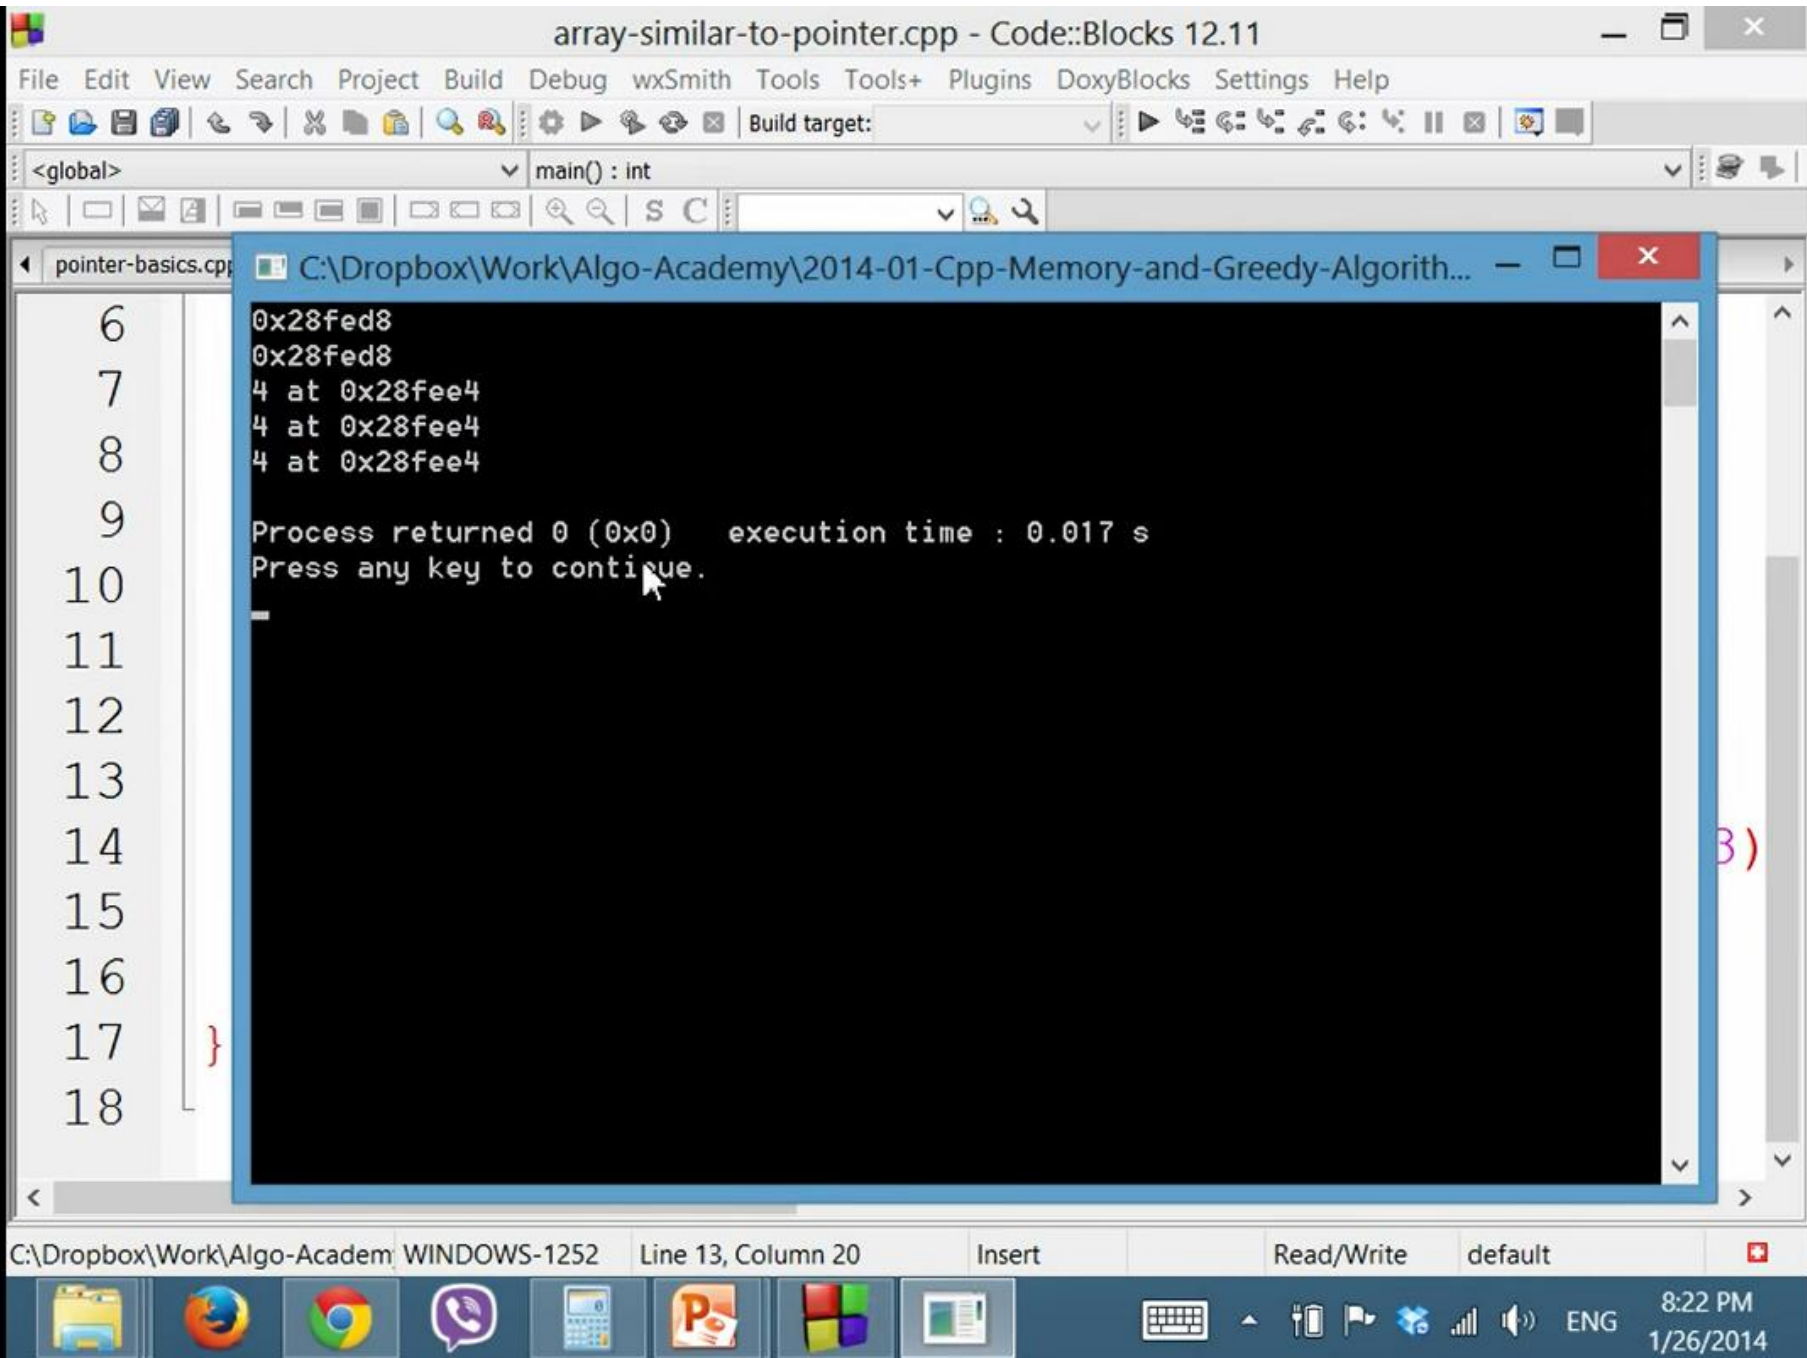 array-similar-to-pointer.cpp - Code::Blocks 12.11
File Edit View Search Project Build Debug wxSmith Tools Tools+ Plugins DoxyBlocks Settings Help
Build target:
<global> main() : int
S C
pointer-basics.cpp C:\Dropbox\Work\Algo-Academy\2014-01-Cpp-Memory-and-Greedy-Algorith...
6
7
8
9
10
11
12
13
14
15
16
17
18
0x28fed8
0x28fed8
4 at 0x28fee4
4 at 0x28fee4
4 at 0x28fee4
Process returned 0 (0x0) execution time : 0.017 s
Press any key to continue.
3)
}
C:\Dropbox\Work\Algo-Academ WINDOWS-1252 Line 13, Column 20 Insert Read/Write default
ENG
8:22 PM
1/26/2014